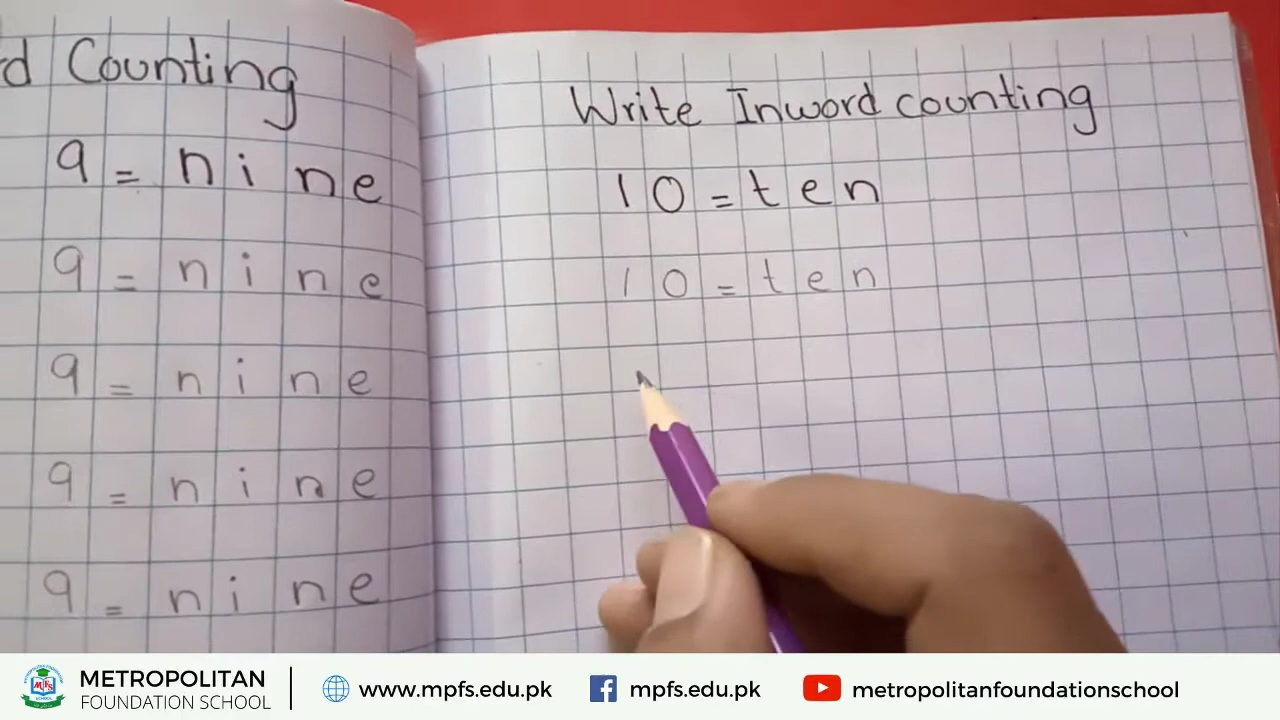 d Counting
9 = nine
9 = nine
9 = nine
9 = nine
9 = nine
Write Inword counting
10 = ten
10 = ten
METROPOLITAN
FOUNDATION SCHOOL
www.mpfs.edu.pk
mpfs.edu.pk
metropolitanfoundationschool